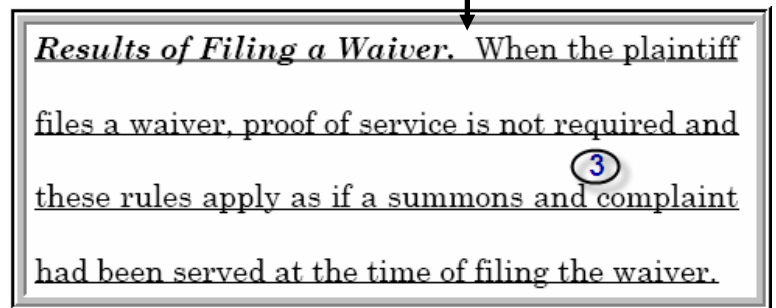 Results of Filing a Waiver. When the plaintiff
files a waiver, proof of service is not required and
3
these rules apply as if a summons and complaint
had been served at the time of filing the waiver.